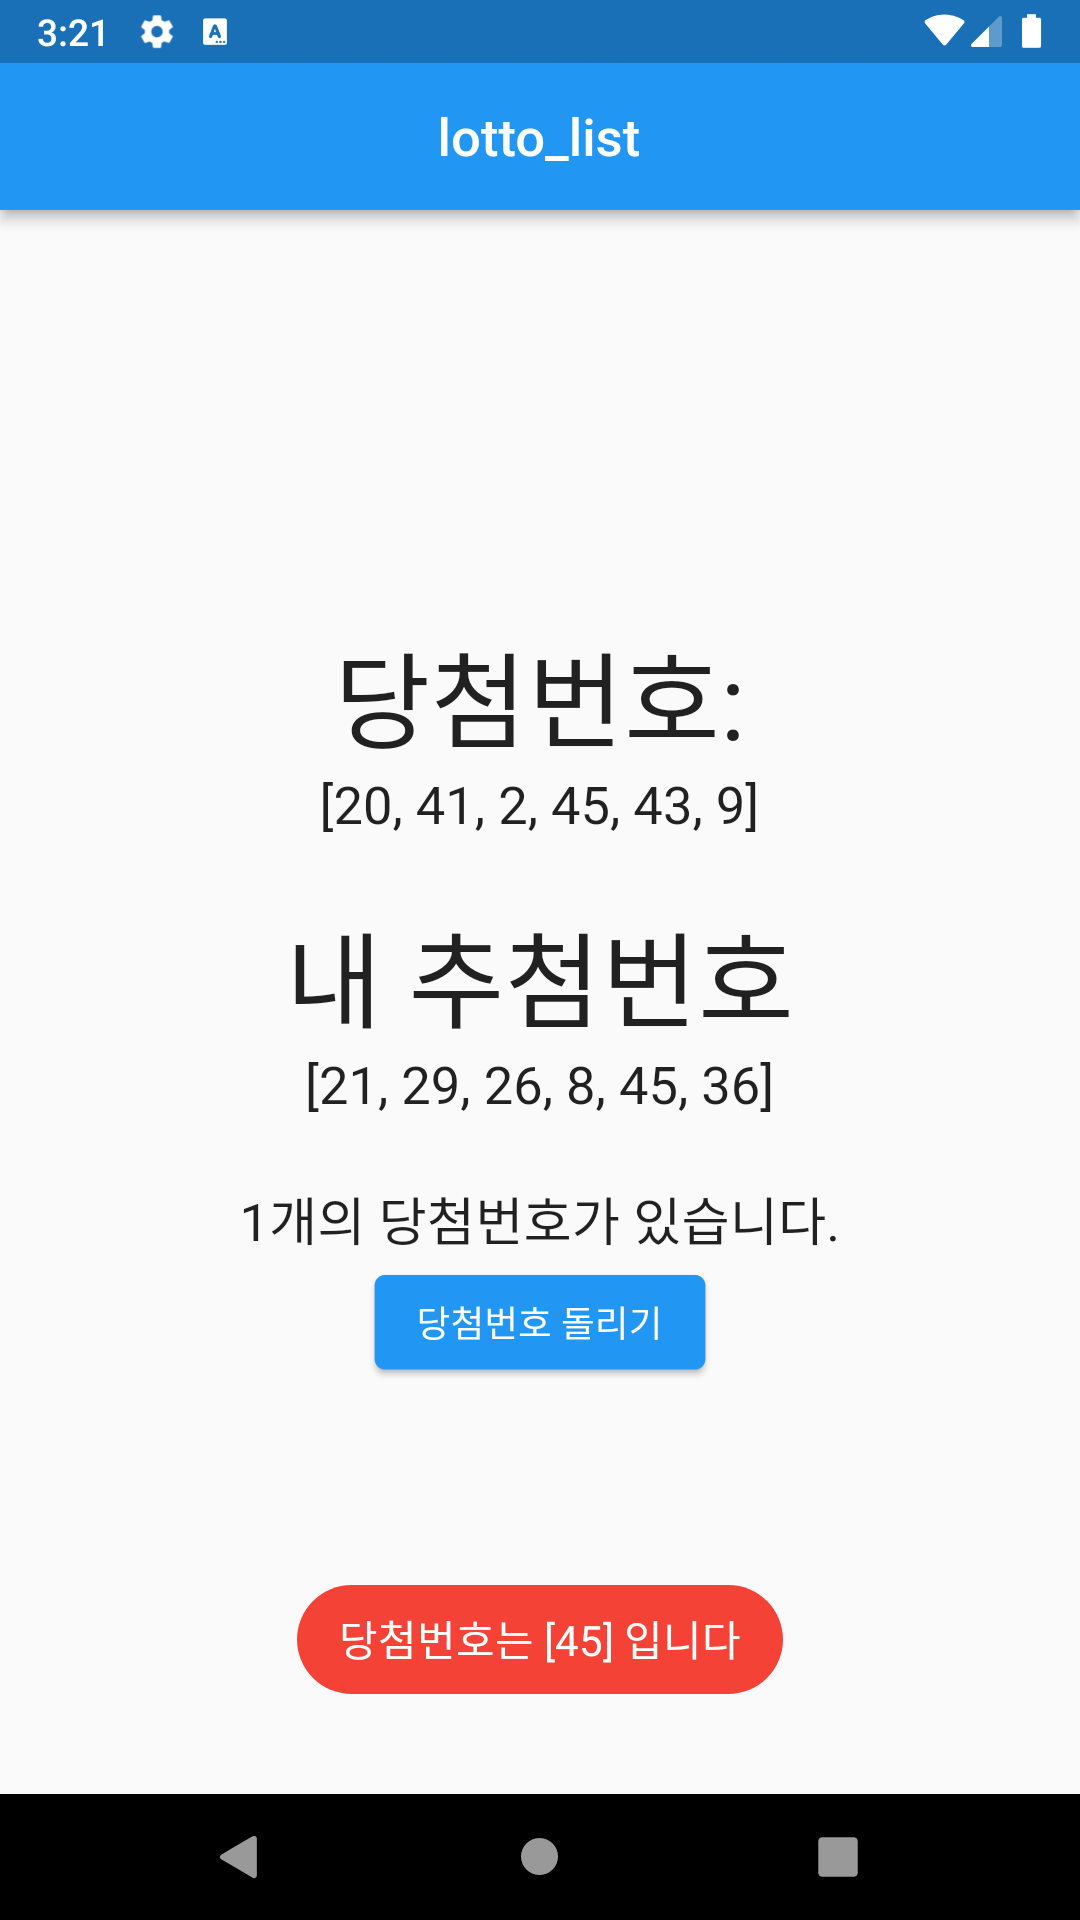 3:21
lotto_list
당첨번호:
[20, 41, 2, 45, 43, 9]
내 추첨번호
[21, 29, 26, 8, 45, 36]
1개의 당첨번호가 있습니다.
당첨번호 돌리기
당첨번호는 [45] 입니다